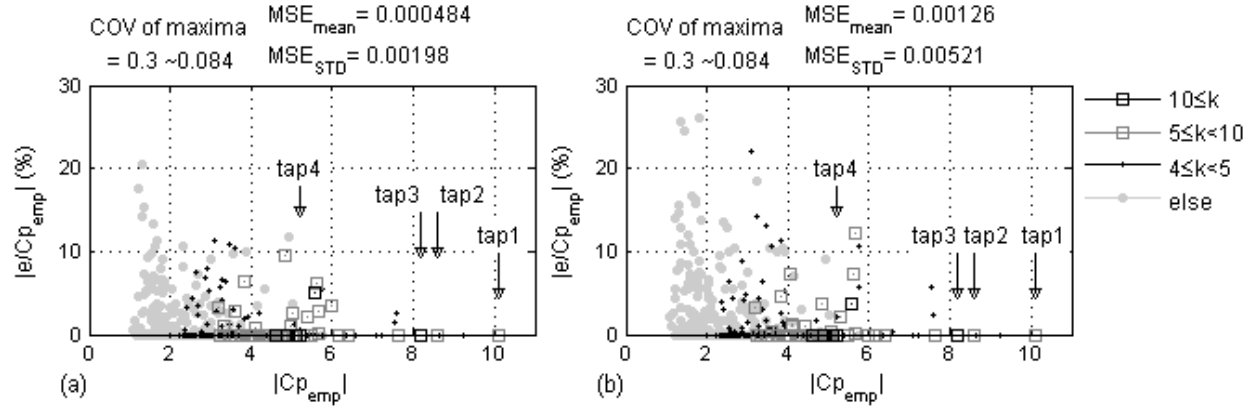 COV of maxima
= 0.3 ~0.084
MSE_mean= 0.000484
MSE_STD= 0.00198
|e/Cp_emp| (%)
30
20
10
0
tap4
tap3 tap2
tap1
0 2 4 6 8 10
(a)
|Cp_emp|
COV of maxima
= 0.3 ~0.084
MSE_mean= 0.00126
MSE_STD= 0.00521
|e/Cp_emp| (%)
30
20
10
0
tap4
tap3 tap2 tap1
0 2 4 6 8 10
(b)
|Cp_emp|
10≤k
5≤k<10
4≤k<5
else